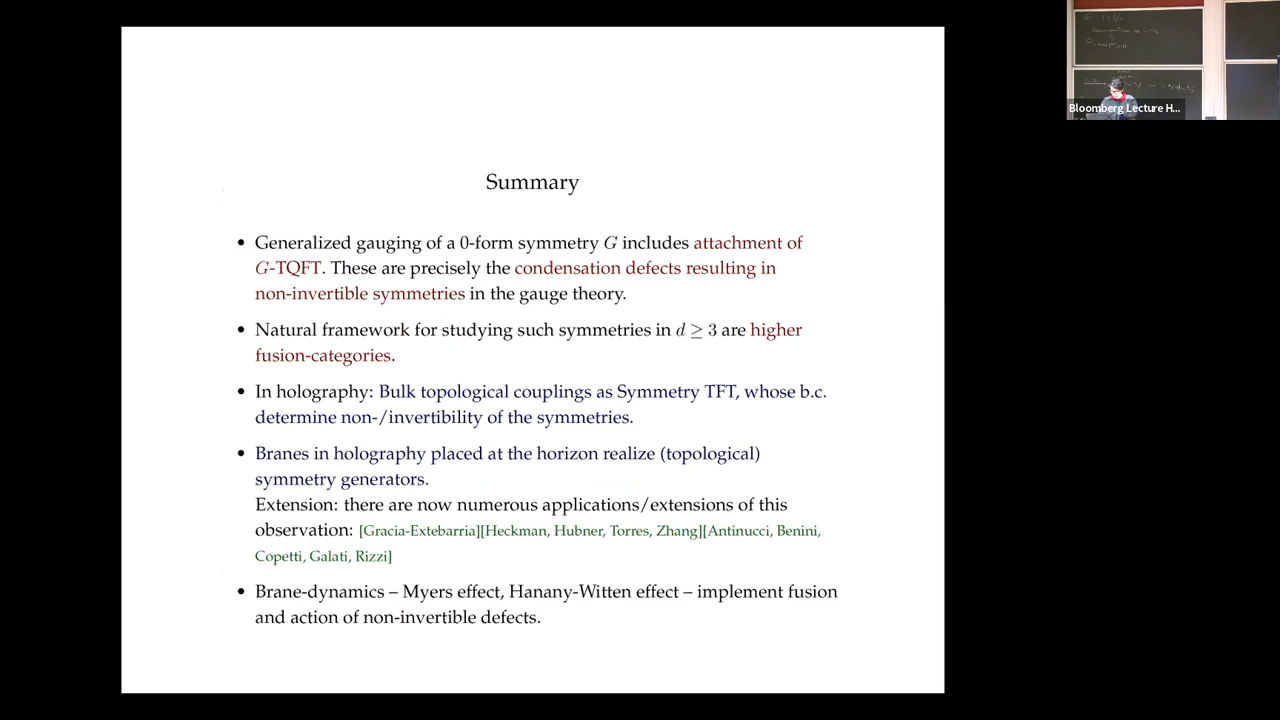 Summary
• Generalized gauging of a 0-form symmetry G includes attachment of
G-TQFT. These are precisely the condensation defects resulting in
non-invertible symmetries in the gauge theory.
• Natural framework for studying such symmetries in d ≥ 3 are higher
fusion-categories.
• In holography: Bulk topological couplings as Symmetry TFT, whose b.c.
determine non-/invertibility of the symmetries.
• Branes in holography placed at the horizon realize (topological)
symmetry generators.
Extension: there are now numerous applications/extensions of this
observation: [Gracia-Extebarria][Heckman, Hubner, Torres, Zhang][Antinucci, Benini,
Copetti, Galati, Rizzi]
• Brane-dynamics – Myers effect, Hanany-Witten effect – implement fusion
and action of non-invertible defects.
Bloomberg Lecture H...